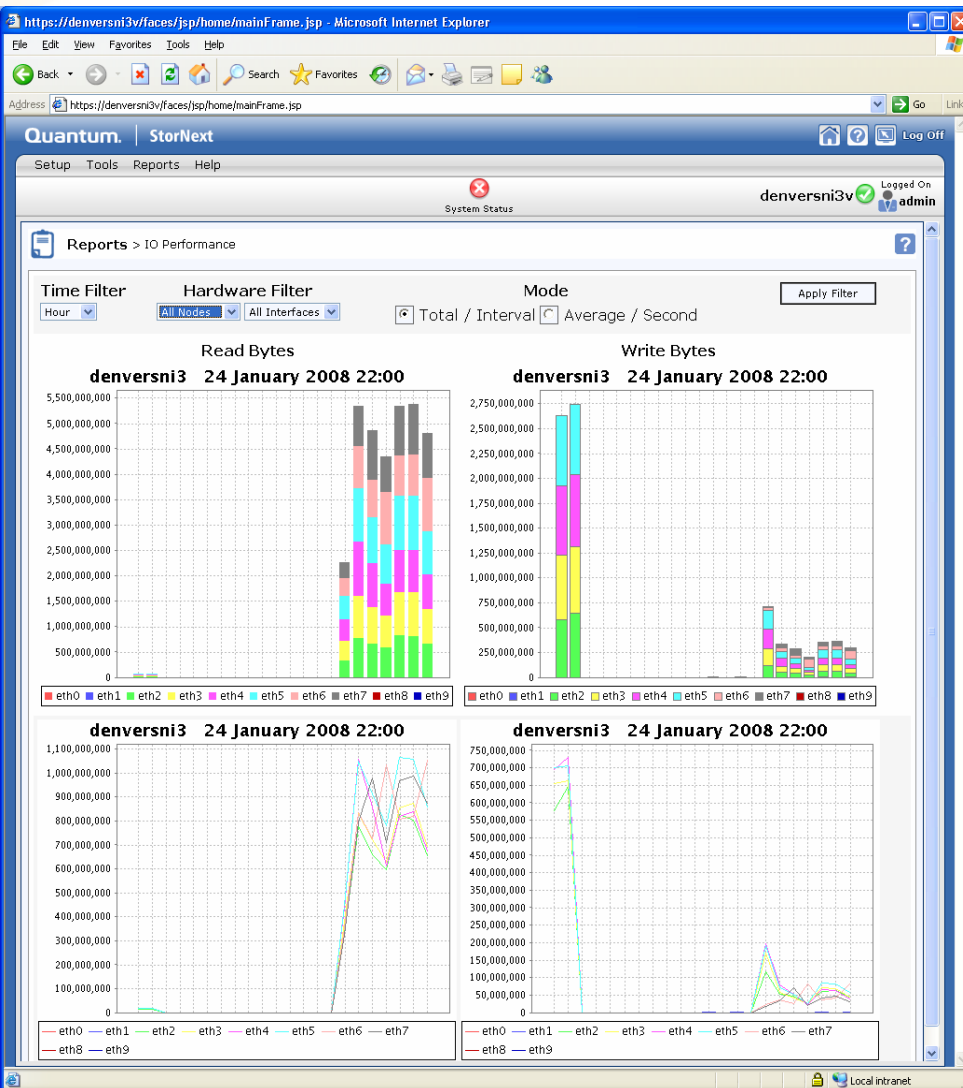 https://denversni3v/faces/jsp/home/mainFrame.jsp - Microsoft Internet Explorer
File Edit View Favorites Tools Help
Back Search Favorites
Address https://denversni3v/faces/jsp/home/mainFrame.jsp Go Link
Quantum. StorNext Log Off
Setup Tools Reports Help
System Status
denversni3v
Logged On
admin
Reports > IO Performance
Time Filter Hardware Filter Mode
Hour All Nodes All Interfaces Total / Interval Average / Second Apply Filter
Read Bytes
denversni3 24 January 2008 22:00
5,500,000,000
5,000,000,000
4,500,000,000
4,000,000,000
3,500,000,000
3,000,000,000
2,500,000,000
2,000,000,000
1,500,000,000
1,000,000,000
500,000,000
0
eth0 eth1 eth2 eth3 eth4 eth5 eth6 eth7 eth8 eth9
Write Bytes
denversni3 24 January 2008 22:00
2,750,000,000
2,500,000,000
2,250,000,000
2,000,000,000
1,750,000,000
1,500,000,000
1,250,000,000
1,000,000,000
750,000,000
500,000,000
250,000,000
0
eth0 eth1 eth2 eth3 eth4 eth5 eth6 eth7 eth8 eth9
denversni3 24 January 2008 22:00
1,100,000,000
1,000,000,000
900,000,000
800,000,000
700,000,000
600,000,000
500,000,000
400,000,000
300,000,000
200,000,000
100,000,000
0
eth0 eth1 eth2 eth3 eth4 eth5 eth6 eth7
eth8 eth9
denversni3 24 January 2008 22:00
750,000,000
700,000,000
650,000,000
600,000,000
550,000,000
500,000,000
450,000,000
400,000,000
350,000,000
300,000,000
250,000,000
200,000,000
150,000,000
100,000,000
50,000,000
0
eth0 eth1 eth2 eth3 eth4 eth5 eth6 eth7
eth8 eth9
Local intranet